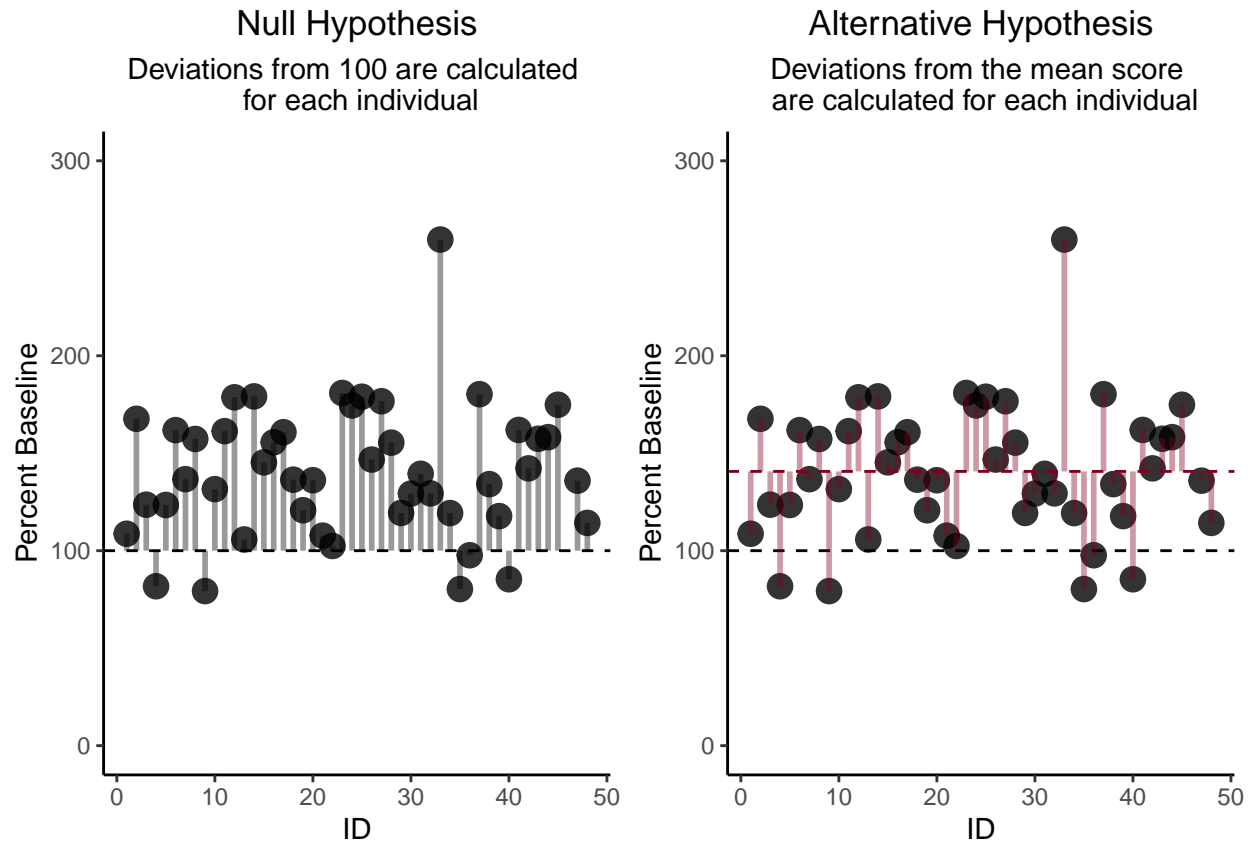 Null Hypothesis
Deviations from 100 are calculated
for each individual
300
200
100
0
Percent Baseline
0 10 20 30 40 50
ID
Alternative Hypothesis
Deviations from the mean score
are calculated for each individual
300
200
100
0
Percent Baseline
0 10 20 30 40 50
ID